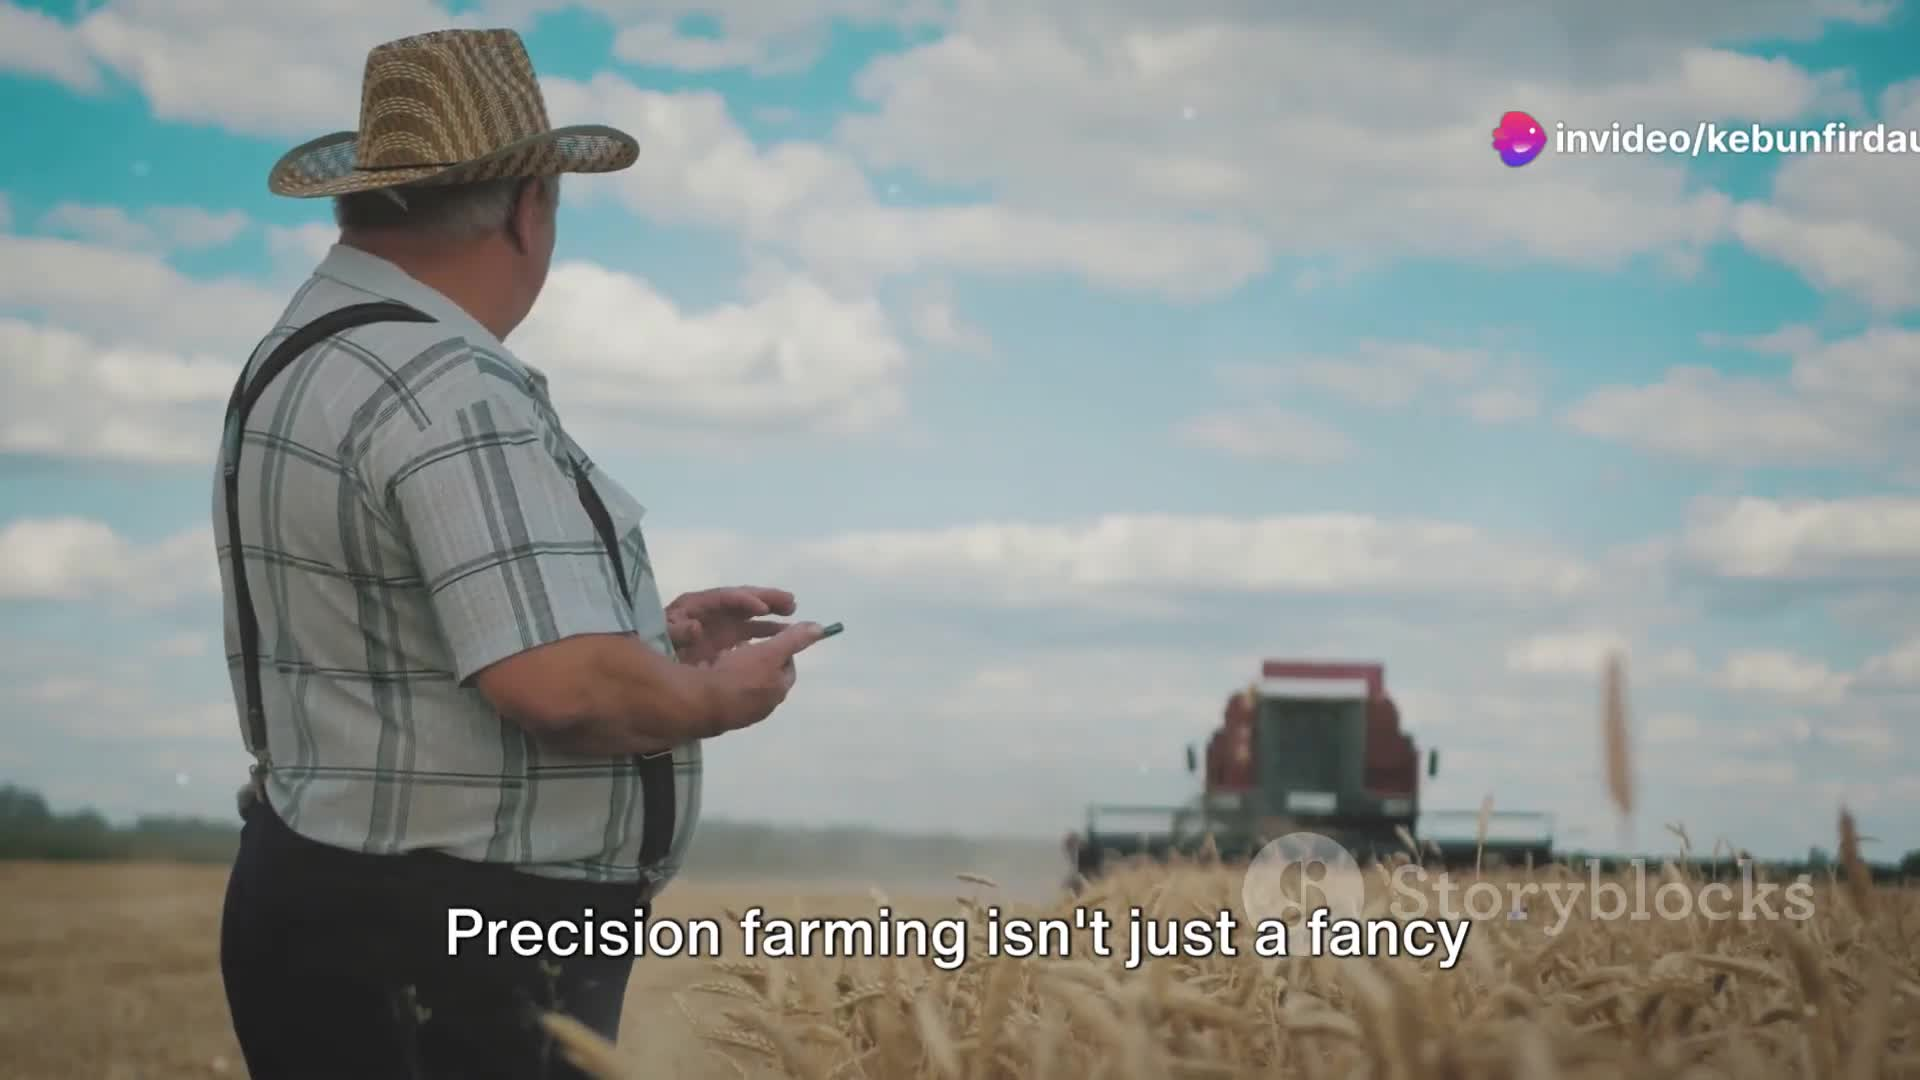 invideo/kebunfirdau
Storyblocks
Precision farming isn't just a fancy